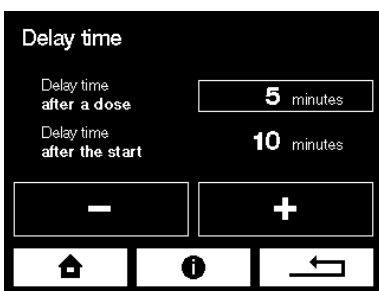 Delay time
Delay time
after a dose
5 minutes
Delay time
after the start
10 minutes
− +
i